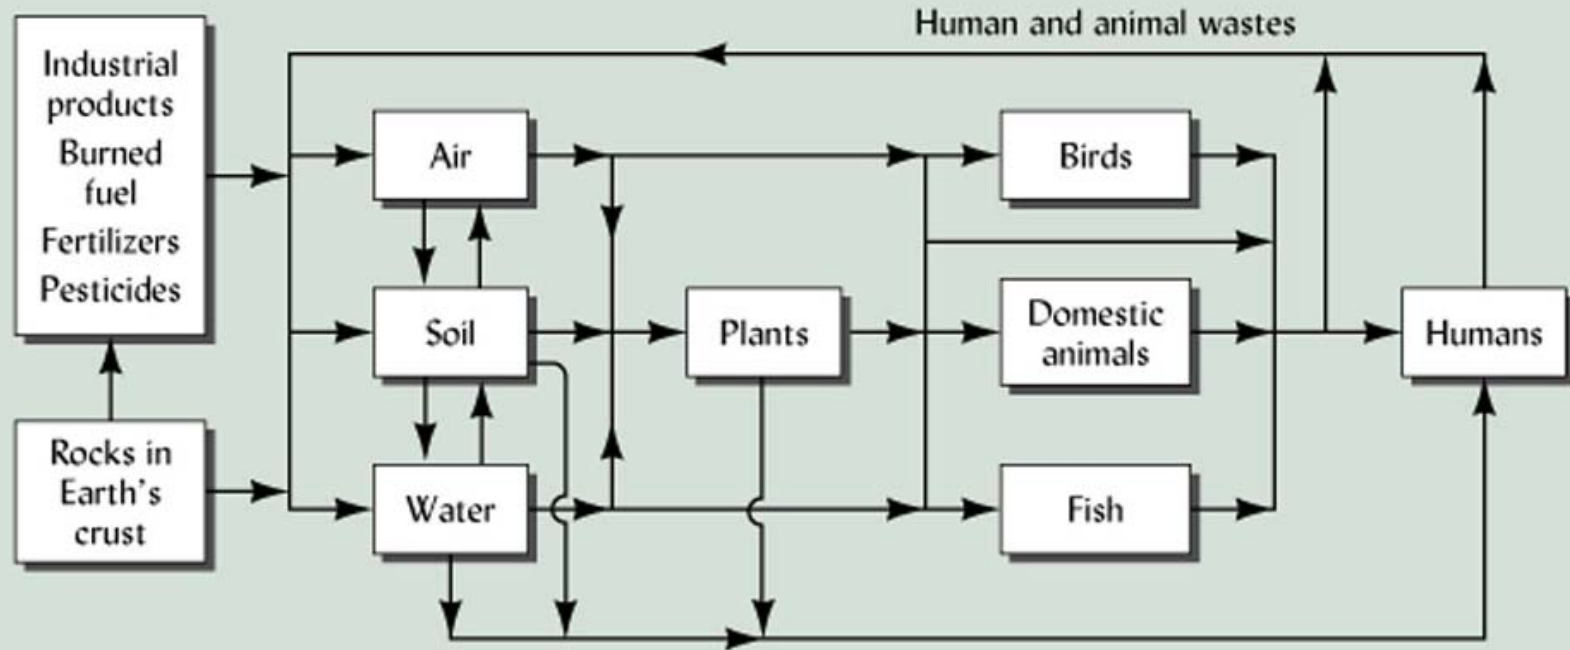 Human and animal wastes
Industrial
products
Burned
fuel
Fertilizers
Pesticides
Air
Birds
Soil
Plants
Domestic
animals
Humans
Rocks in
Earth's
crust
Water
Fish